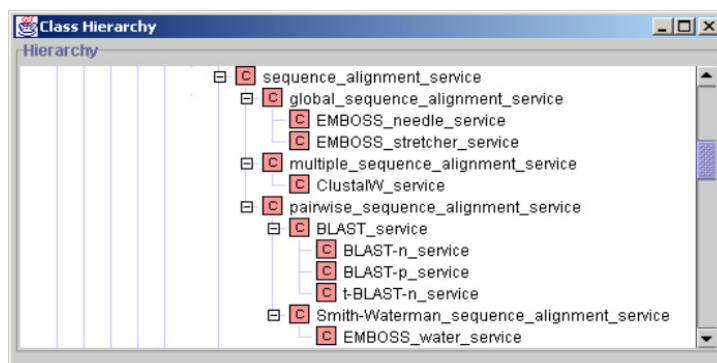 Class Hierarchy
Hierarchy
C sequence_alignment_service
C global_sequence_alignment_service
C EMBOSS_needle_service
C EMBOSS_stretcher_service
C multiple_sequence_alignment_service
C ClustalW_service
C pairwise_sequence_alignment_service
C BLAST_service
C BLAST-n_service
C BLAST-p_service
C t-BLAST-n_service
C Smith-Waterman_sequence_alignment_service
C EMBOSS_water_service